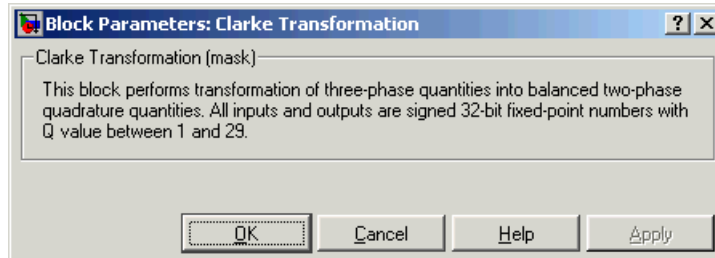 Block Parameters: Clarke Transformation
Clarke Transformation (mask)
This block performs transformation of three-phase quantities into balanced two-phase
quadrature quantities. All inputs and outputs are signed 32-bit fixed-point numbers with
Q value between 1 and 29.
OK Cancel Help Apply